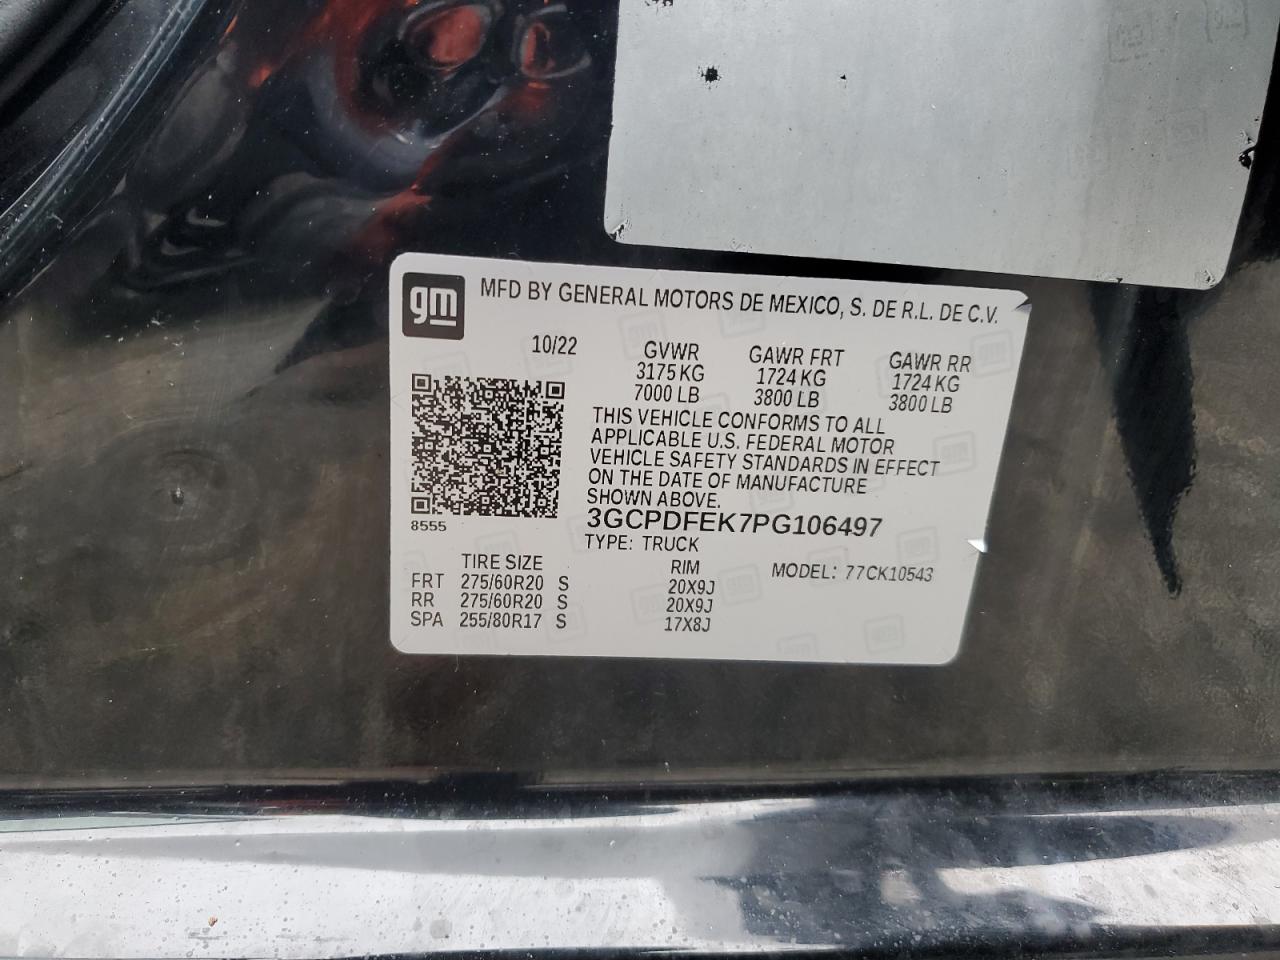 gm MFD BY GENERAL MOTORS DE MEXICO, S. DE R.L. DE C.V.
10/22 GVWR GAWR FRT GAWR RR
3175 KG 1724 KG 1724 KG
7000 LB 3800 LB 3800 LB
THIS VEHICLE CONFORMS TO ALL
APPLICABLE U.S. FEDERAL MOTOR
VEHICLE SAFETY STANDARDS IN EFFECT
ON THE DATE OF MANUFACTURE
SHOWN ABOVE.
8555
3GCPDFEK7PG106497
TYPE: TRUCK
TIRE SIZE RIM MODEL: 77CK10543
FRT 275/60R20 S 20X9J
RR 275/60R20 S 20X9J
SPA 255/80R17 S 17X8J